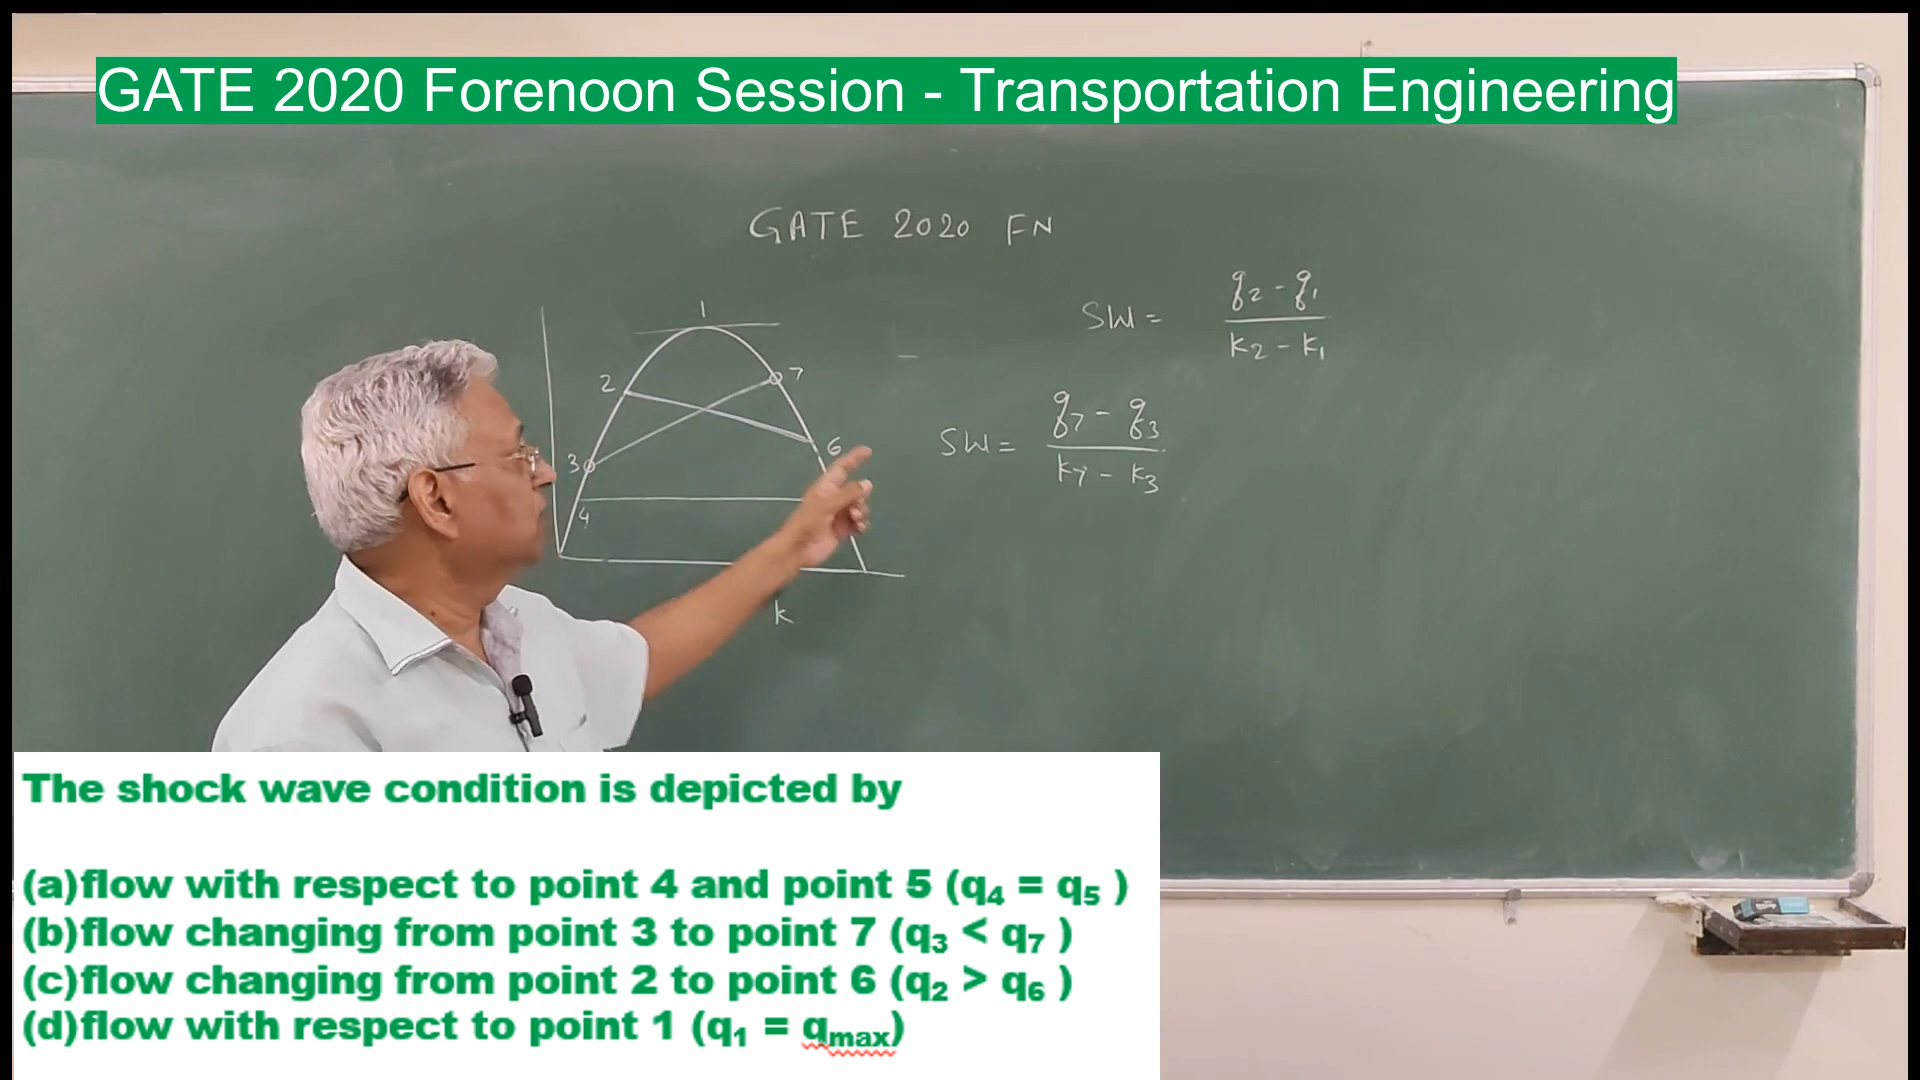 GATE 2020 Forenoon Session - Transportation Engineering
GATE 2020 FN
1
2
7
3
6
4
k
SW = q2 - q1
k2 - k1
SW = q7 - q3
k7 - k3
The shock wave condition is depicted by
(a)flow with respect to point 4 and point 5 (q4 = q5 )
(b)flow changing from point 3 to point 7 (q3 < q7 )
(c)flow changing from point 2 to point 6 (q2 > q6 )
(d)flow with respect to point 1 (q1 = qmax)